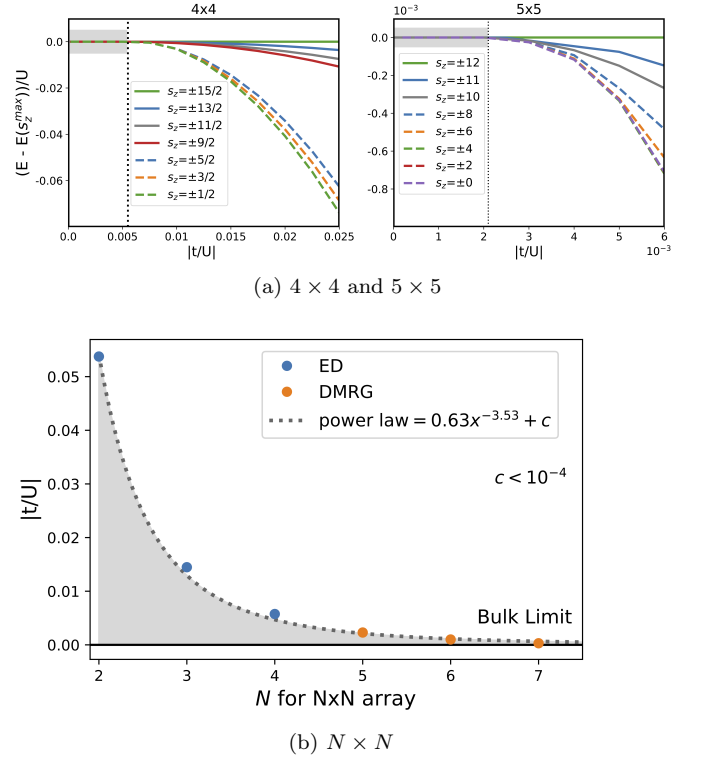 4x4
5x5
10⁻³
(E - E(s_z^max))/U
0.0
-0.02
-0.04
-0.06
s_z=±15/2
s_z=±13/2
s_z=±11/2
s_z=±9/2
s_z=±5/2
s_z=±3/2
s_z=±1/2
0.0 0.005 0.01 0.015 0.02 0.025
|t/U|
0.0
-0.2
-0.4
-0.6
-0.8
s_z=±12
s_z=±11
s_z=±10
s_z=±8
s_z=±6
s_z=±4
s_z=±2
s_z=±0
0 1 2 3 4 5 6
|t/U|
10⁻³
(a) 4 × 4 and 5 × 5
|t/U|
0.05
0.04
0.03
0.02
0.01
0.00
ED
DMRG
power law = 0.63x^−3.53 + c
c < 10⁻⁴
Bulk Limit
2 3 4 5 6 7
N for NxN array
(b) N × N